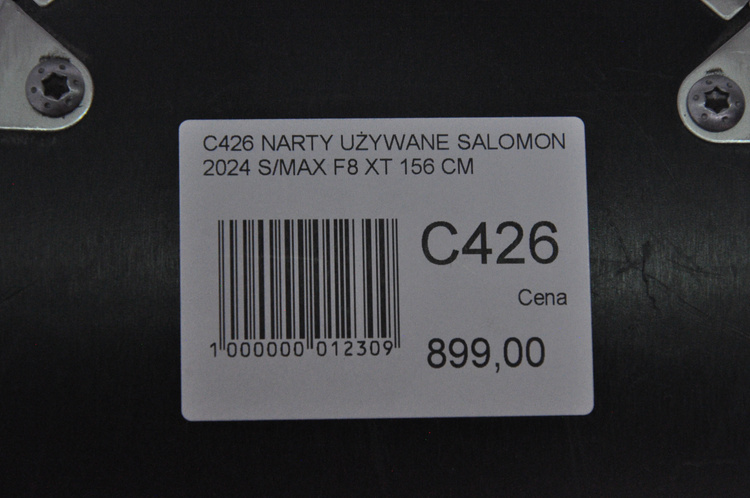 C426 NARTY UŻYWANE SALOMON
2024 S/MAX F8 XT 156 CM
C426
Cena
899,00
1 000000 012309